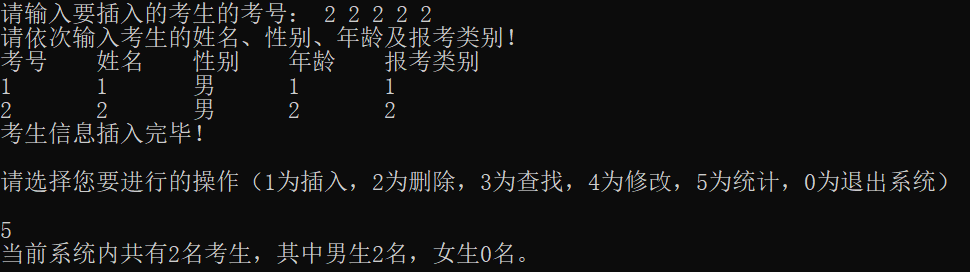 请输入要插入的考生的考号： 2 2 2 2 2
请依次输入考生的姓名、性别、年龄及报考类别！
考号 姓名 性别 年龄 报考类别
1 1 男 1 1
2 2 男 2 2
考生信息插入完毕！
请选择您要进行的操作（1为插入，2为删除，3为查找，4为修改，5为统计，0为退出系统）
5
当前系统内共有2名考生，其中男生2名，女生0名。